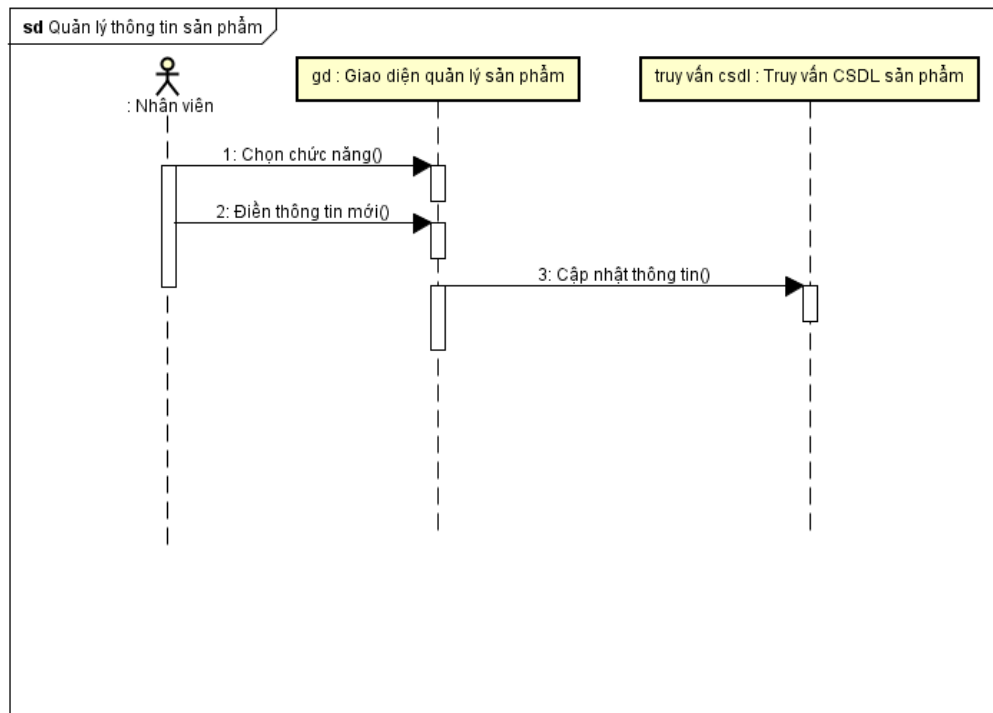 sd Quản lý thông tin sản phẩm
: Nhân viên
gd : Giao diện quản lý sản phẩm
truy vấn csdl : Truy vấn CSDL sản phẩm
1: Chọn chức năng()
2: Điền thông tin mới()
3: Cập nhật thông tin()